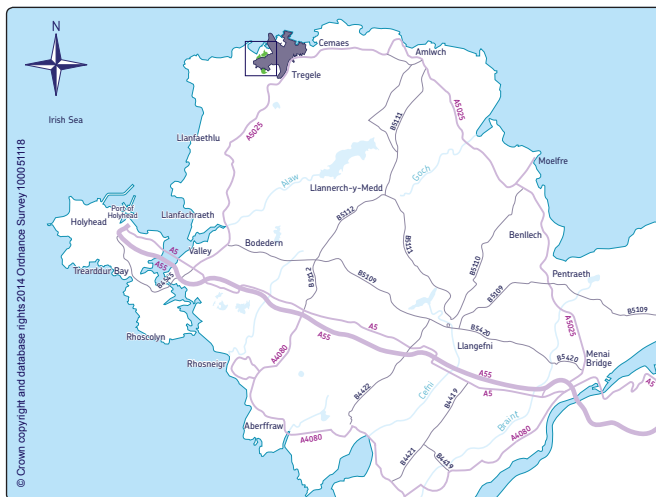 N
Irish Sea
© Crown copyright and database rights 2014 Ordnance Survey 100051118
Cemaes
Amlwch
Tregele
B5111
A5025
A5025
Llanfaethlu
Moelfre
Alaw
Goch
Llannerch-y-Medd
Port of
Holyhead
Holyhead
Llanfachraeth
B5112
Benllech
A5
Valley
Bodedern
B5111
B5110
A55
Trearddur Bay
B4545
B5112
B5109
B5109
Pentraeth
B5109
Rhoscolyn
A5
A55
B5420
A5025
Llangefni
B5420
Menai
Bridge
Rhosneigr
A4080
A55
A5
A5
B4422
Cefni
B4419
Braint
Aberffraw
A4080
A4080
B4421
B4419